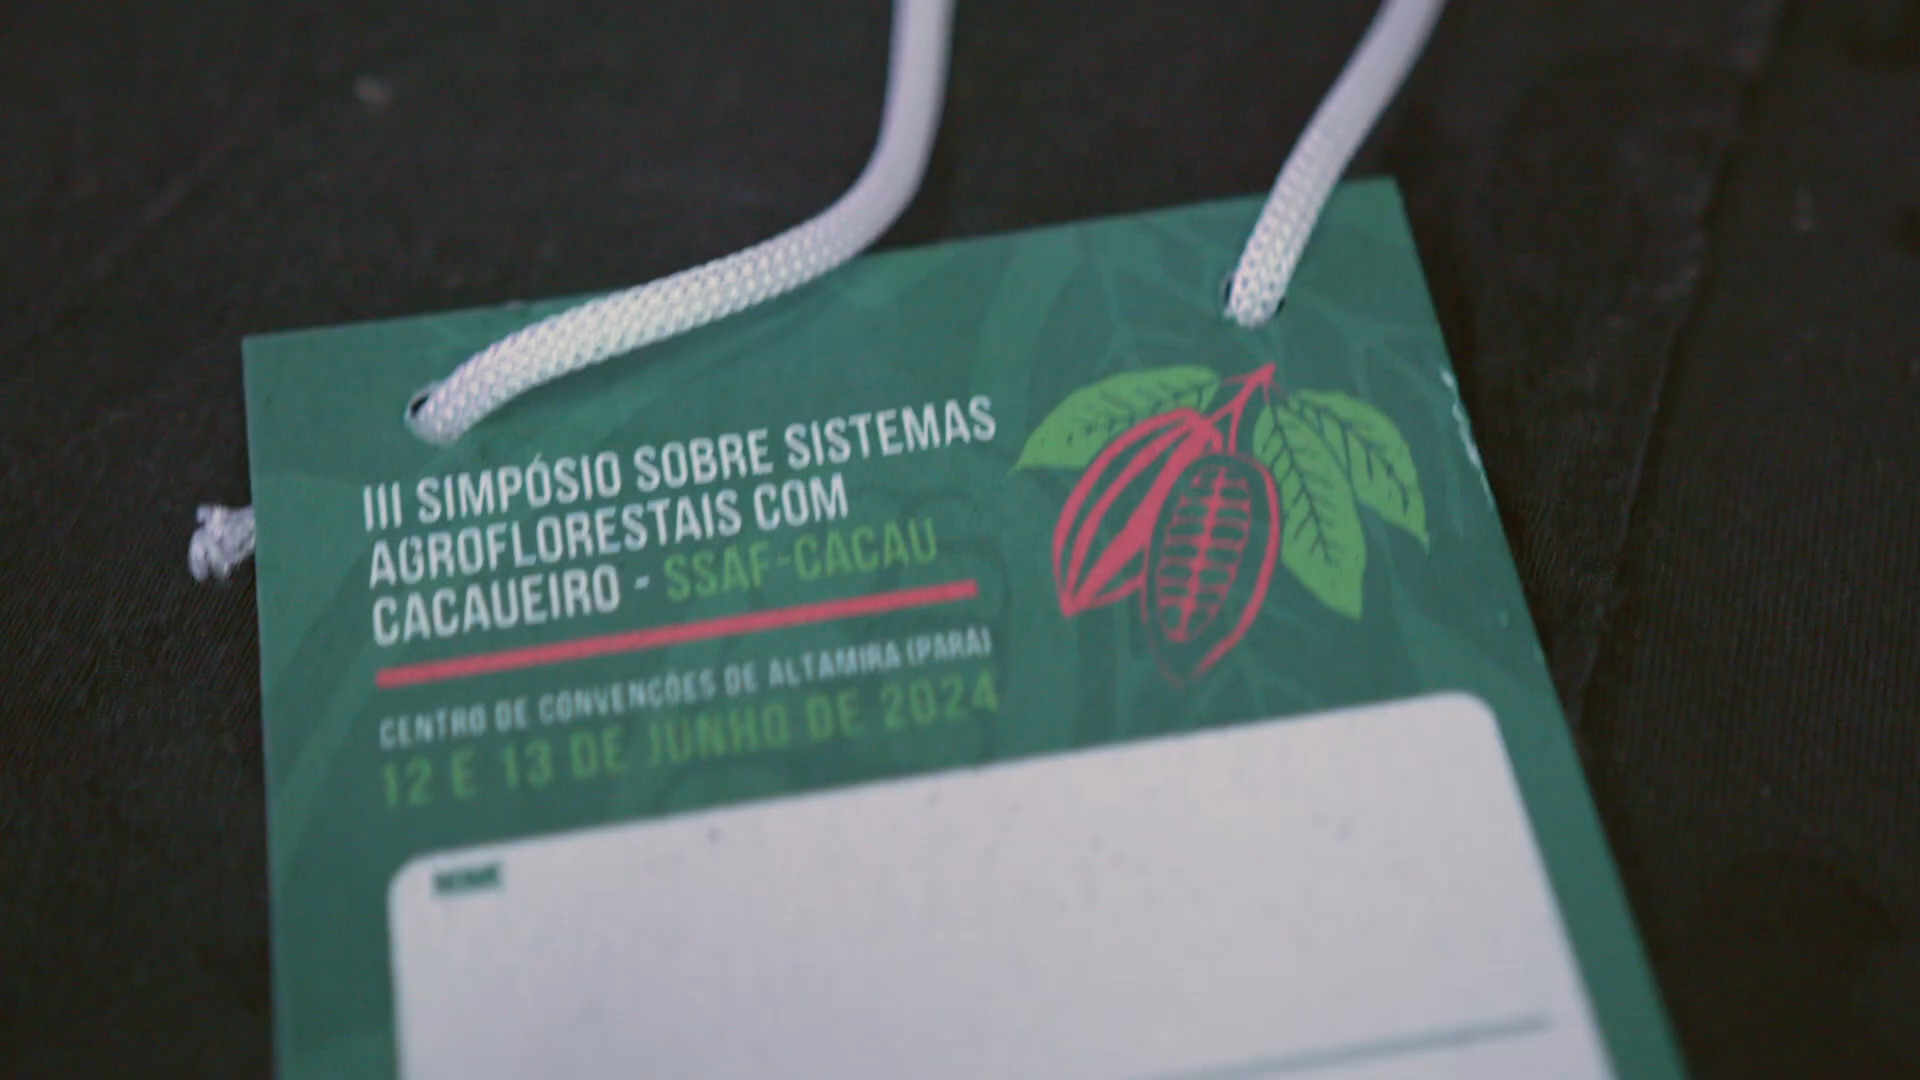 III SIMPÓSIO SOBRE SISTEMAS
AGROFLORESTAIS COM
CACAUEIRO - SSAF-CACAU
CENTRO DE CONVENÇÕES DE ALTAMIRA (PARÁ)
12 E 13 DE JUNHO DE 2024
NOME